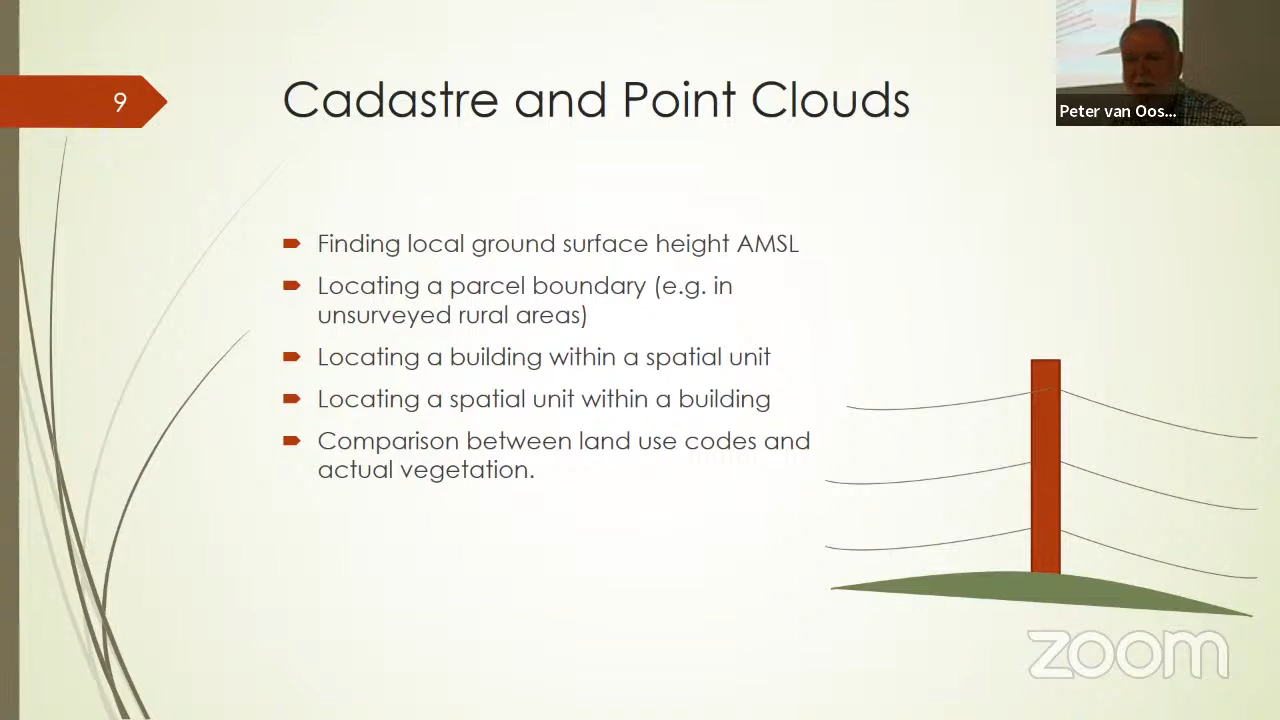 9
Cadastre and Point Clouds
Peter van Oos...
Finding local ground surface height AMSL
Locating a parcel boundary (e.g. in
unsurveyed rural areas)
Locating a building within a spatial unit
Locating a spatial unit within a building
Comparison between land use codes and
actual vegetation.
zoom